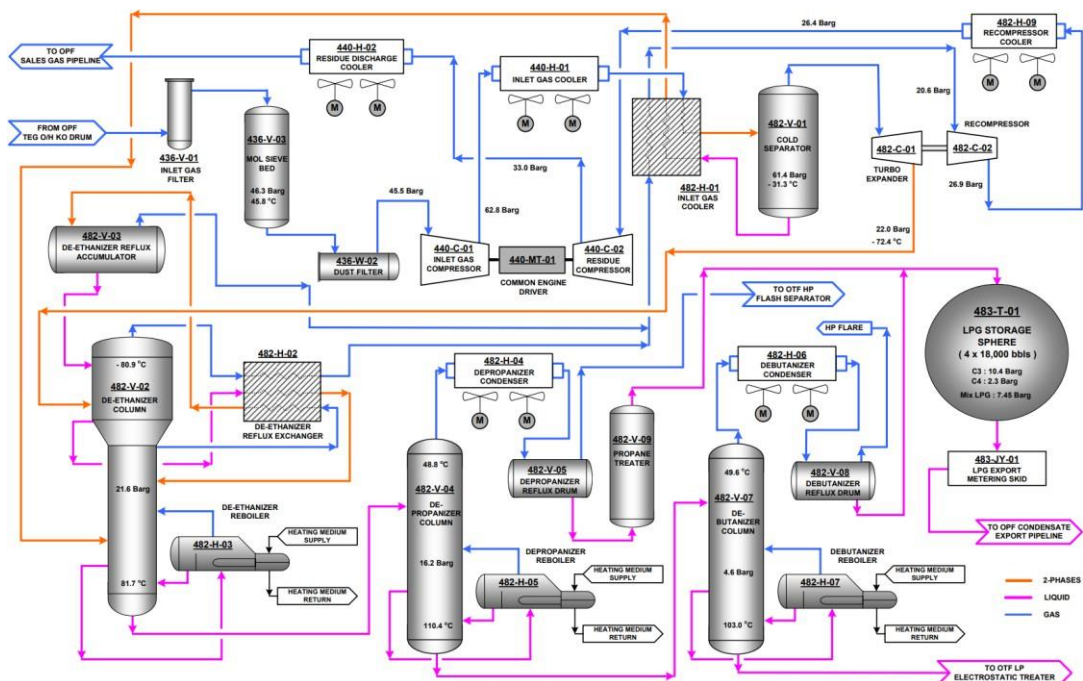 TO OPF
SALES GAS PIPELINE
440-H-02
RESIDUE DISCHARGE
COOLER
M
M
440-H-01
INLET GAS COOLER
M
M
26.4 Barg
482-H-09
RECOMPRESSOR
COOLER
M
M
FROM OPF
TEG O/H KO DRUM
436-V-01
INLET GAS
FILTER
436-V-03
MOL SIEVE
BED
46.3 Barg
45.8 °C
33.0 Barg
45.5 Barg
62.8 Barg
482-H-01
INLET GAS
COOLER
482-V-01
COLD
SEPARATOR
61.4 Barg
- 31.3 °C
20.6 Barg
RECOMPRESSOR
482-C-01
482-C-02
TURBO
EXPANDER
26.9 Barg
22.0 Barg
- 72.4 °C
482-V-03
DE-ETHANIZER REFLUX
ACCUMULATOR
436-W-02
DUST FILTER
440-C-01
INLET GAS
COMPRESSOR
440-MT-01
COMMON ENGINE
DRIVER
440-C-02
RESIDUE
COMPRESSOR
TO OTF HP
FLASH SEPARATOR
HP FLARE
483-T-01
LPG STORAGE
SPHERE
( 4 x 18,000 bbls )
C3 : 10.4 Barg
C4 : 2.3 Barg
Mix LPG : 7.45 Barg
- 80.9 °C
482-V-02
DE-ETHANIZER
COLUMN
21.6 Barg
81.7 °C
482-H-02
DE-ETHANIZER
REFLUX EXCHANGER
482-H-04
DEPROPANIZER
CONDENSER
M
M
482-V-05
DEPROPANIZER
REFLUX DRUM
482-V-09
PROPANE
TREATER
482-H-06
DEBUTANIZER
CONDENSER
M
M
482-V-08
DEBUTANIZER
REFLUX DRUM
483-JY-01
LPG EXPORT
METERING SKID
TO OPF CONDENSATE
EXPORT PIPELINE
DE-ETHANIZER
REBOILER
482-H-03
HEATING MEDIUM
SUPPLY
HEATING MEDIUM
RETURN
48.8 °C
482-V-04
DE-
PROPANIZER
COLUMN
16.2 Barg
110.4 °C
DEPROPANIZER
REBOILER
482-H-05
HEATING MEDIUM
SUPPLY
HEATING MEDIUM
RETURN
49.6 °C
482-V-07
DE-
BUTANIZER
COLUMN
4.6 Barg
103.0 °C
DEBUTANIZER
REBOILER
482-H-07
HEATING MEDIUM
SUPPLY
HEATING MEDIUM
RETURN
2-PHASES
LIQUID
GAS
TO OTF LP
ELECTROSTATIC TREATER